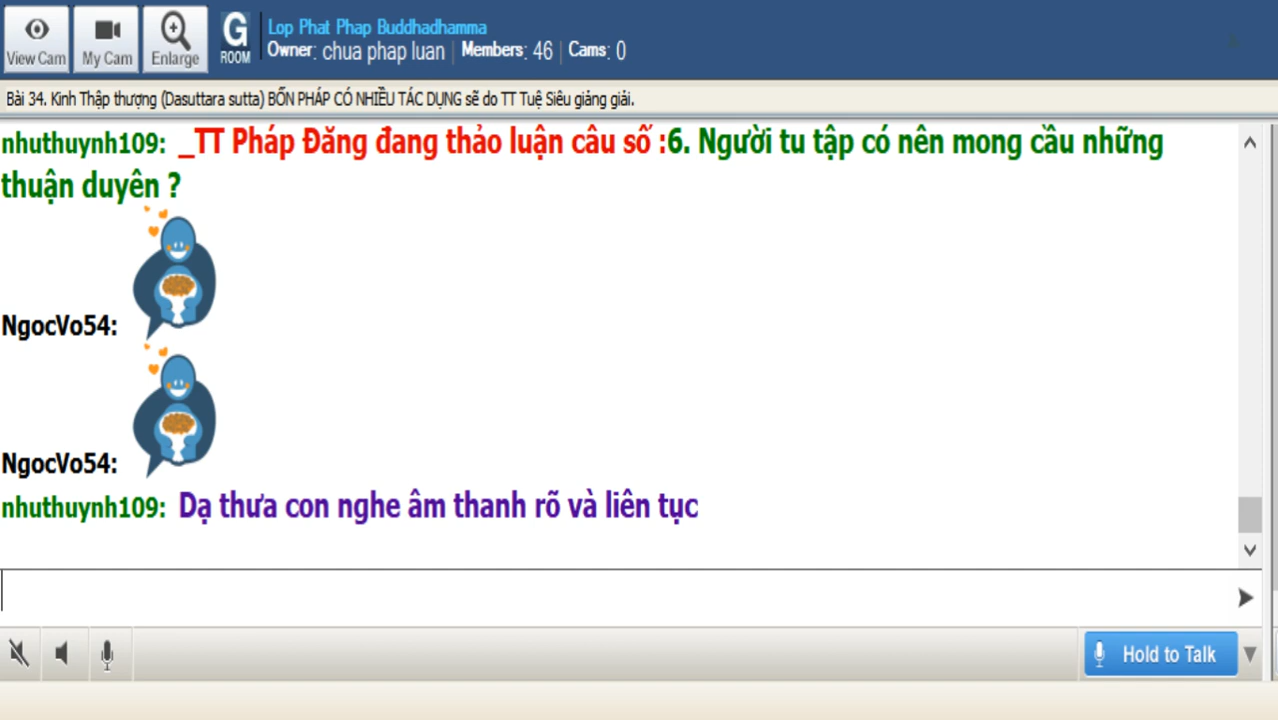 View Cam
My Cam
Enlarge
G
ROOM
Lop Phat Phap Buddhadhamma
Owner: chua phap luan | Members: 46 | Cams: 0
Bài 34. Kinh Thập thượng (Dasuttara sutta) BỐN PHÁP CÓ NHIỀU TÁC DỤNG sẽ do TT Tuệ Siêu giảng giải.
nhuthuynh109: _TT Pháp Đăng đang thảo luận câu số :6. Người tu tập có nên mong cầu những
thuận duyên ?
NgocVo54:
NgocVo54:
nhuthuynh109: Dạ thưa con nghe âm thanh rõ và liên tục
Hold to Talk